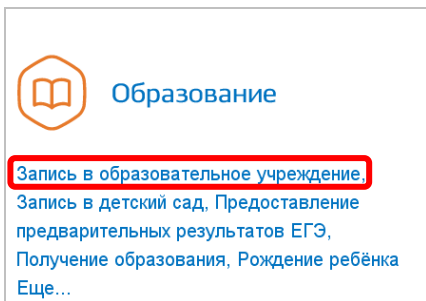 Образование
Запись в образовательное учреждение,
Запись в детский сад, Предоставление
предварительных результатов ЕГЭ,
Получение образования, Рождение ребёнка
Еще...